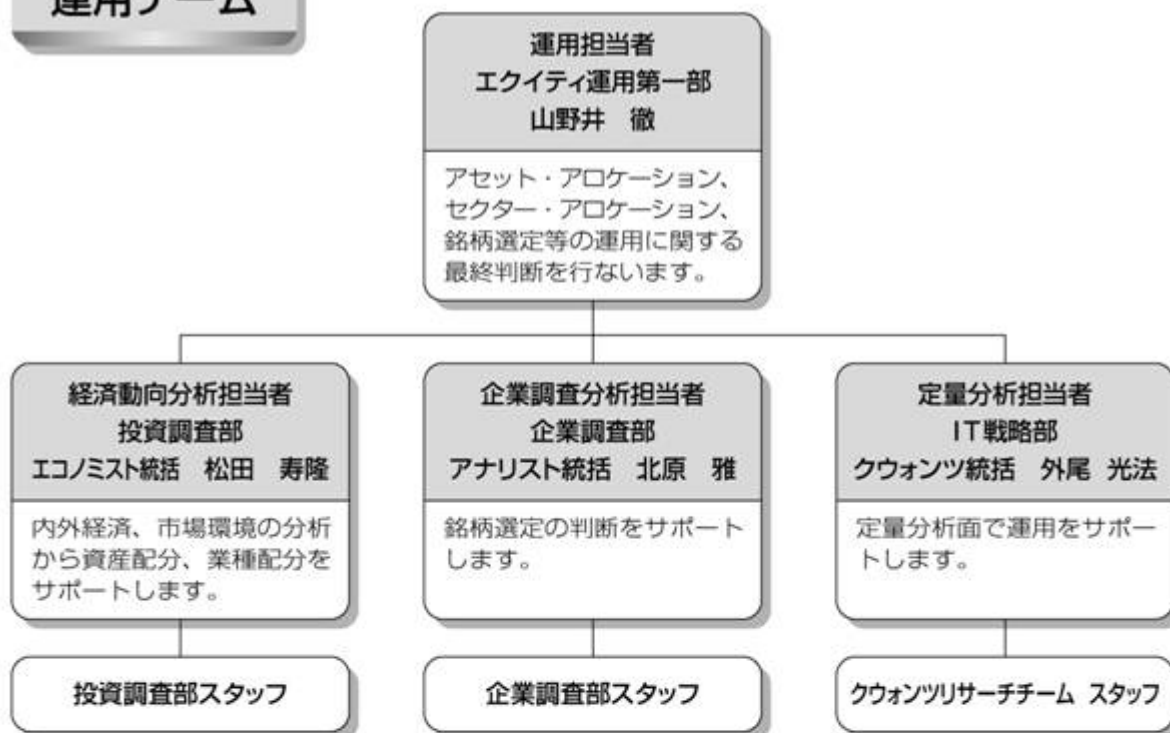 運用チーム
運用担当者
エクイティ運用第一部
山野井 徹
アセット・アロケーション、
セクター・アロケーション、
銘柄選定等の運用に関する
最終判断を行ないます。
経済動向分析担当者
投資調査部
エコノミスト統括 松田 寿隆
内外経済、市場環境の分析
から資産配分、業種配分を
サポートします。
投資調査部スタッフ
企業調査分析担当者
企業調査部
アナリスト統括 北原 雅
銘柄選定の判断をサポート
します。
企業調査部スタッフ
定量分析担当者
IT戦略部
クウォンツ統括 外尾 光法
定量分析面で運用をサポー
トします。
クウォンツリサーチチーム スタッフ